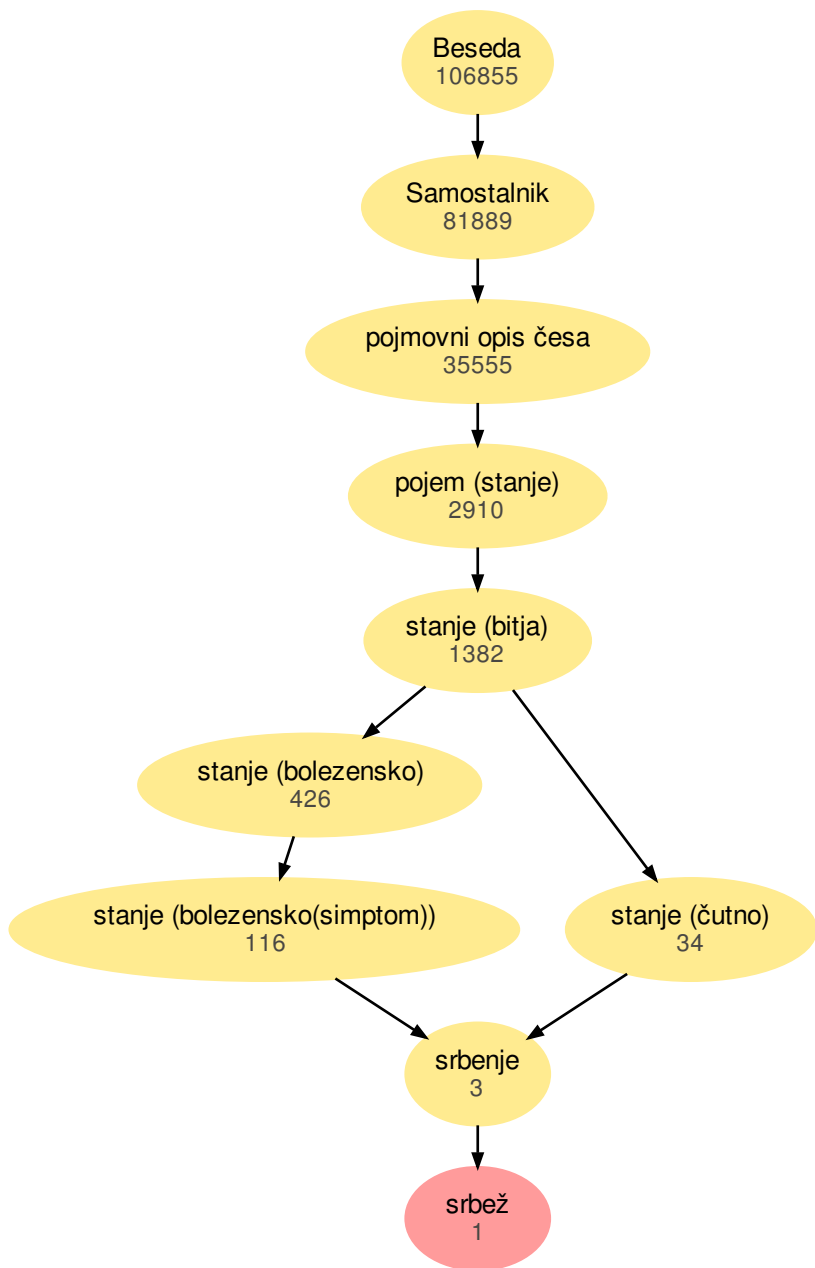 Beseda
106855
Samostalnik
81889
pojmovni opis česa
35555
pojem (stanje)
2910
stanje (bitja)
1382
stanje (bolezensko)
426
stanje (bolezensko(simptom))
116
stanje (čutno)
34
srbenje
3
srbež
1